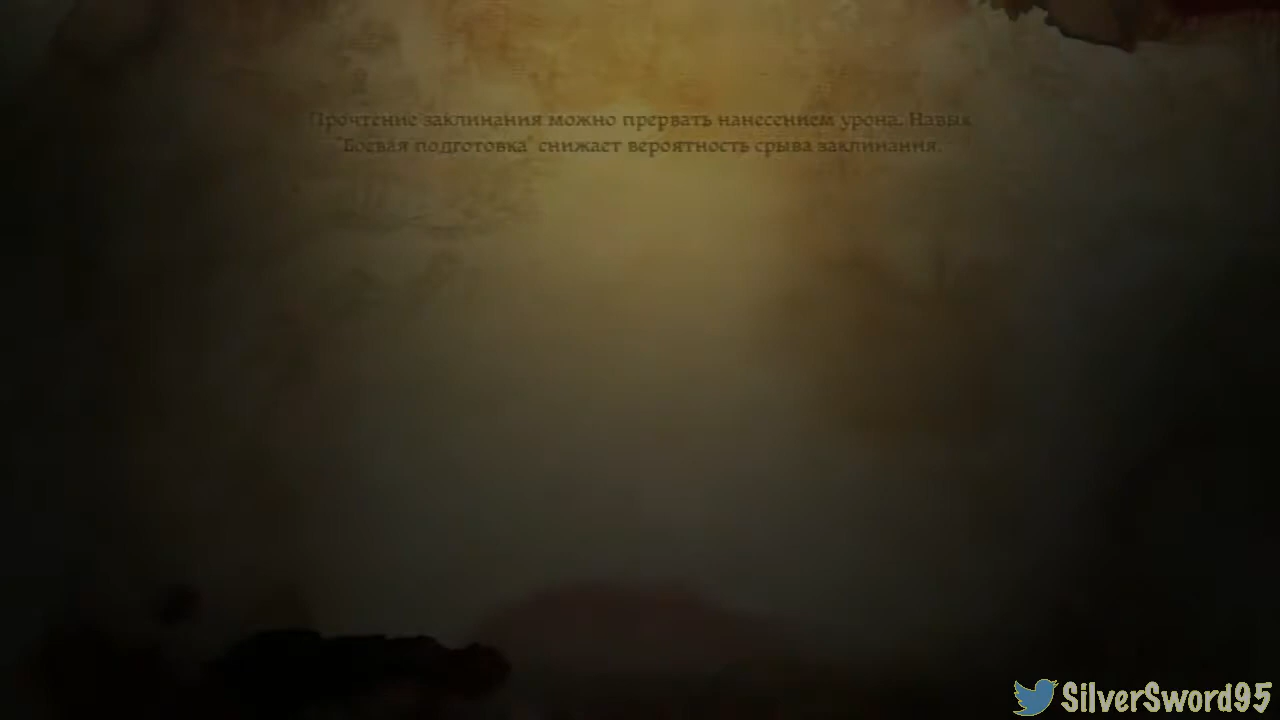 Прочтение заклинания можно прервать нанесением урона. Навык
"Боевая подготовка" снижает вероятность срыва заклинания.
SilverSword95